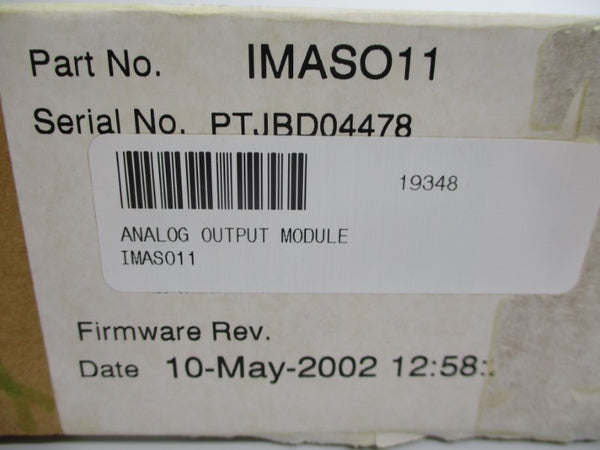 Part No. IMASO11
Serial No. PTJBD04478
19348
ANALOG OUTPUT MODULE
IMASO11
Firmware Rev.
Date 10-May-2002 12:58: